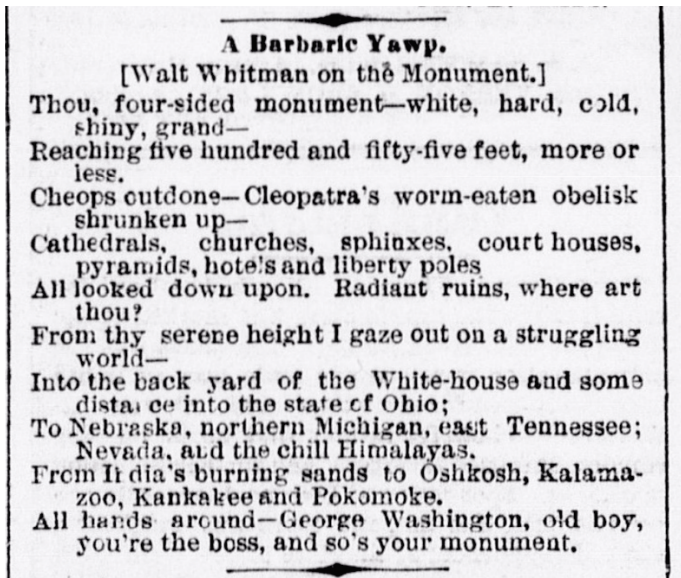 A Barbaric Yawp.
[Walt Whitman on the Monument.]
Thou, four-sided monument—white, hard, cold,
shiny, grand—
Reaching five hundred and fifty-five feet, more or
less.
Cheops outdone—Cleopatra's worm-eaten obelisk
shrunken up—
Cathedrals, churches, sphinxes, court houses,
pyramids, hotels and liberty poles
All looked down upon. Radiant ruins, where art
thou?
From thy serene height I gaze out on a struggling
world—
Into the back yard of the White-house and some
distance into the state of Ohio;
To Nebraska, northern Michigan, east Tennessee;
Nevada, and the chill Himalayas.
From India's burning sands to Oshkosh, Kalama-
zoo, Kankakee and Pokomoke.
All hands around—George Washington, old boy,
you're the boss, and so's your monument.